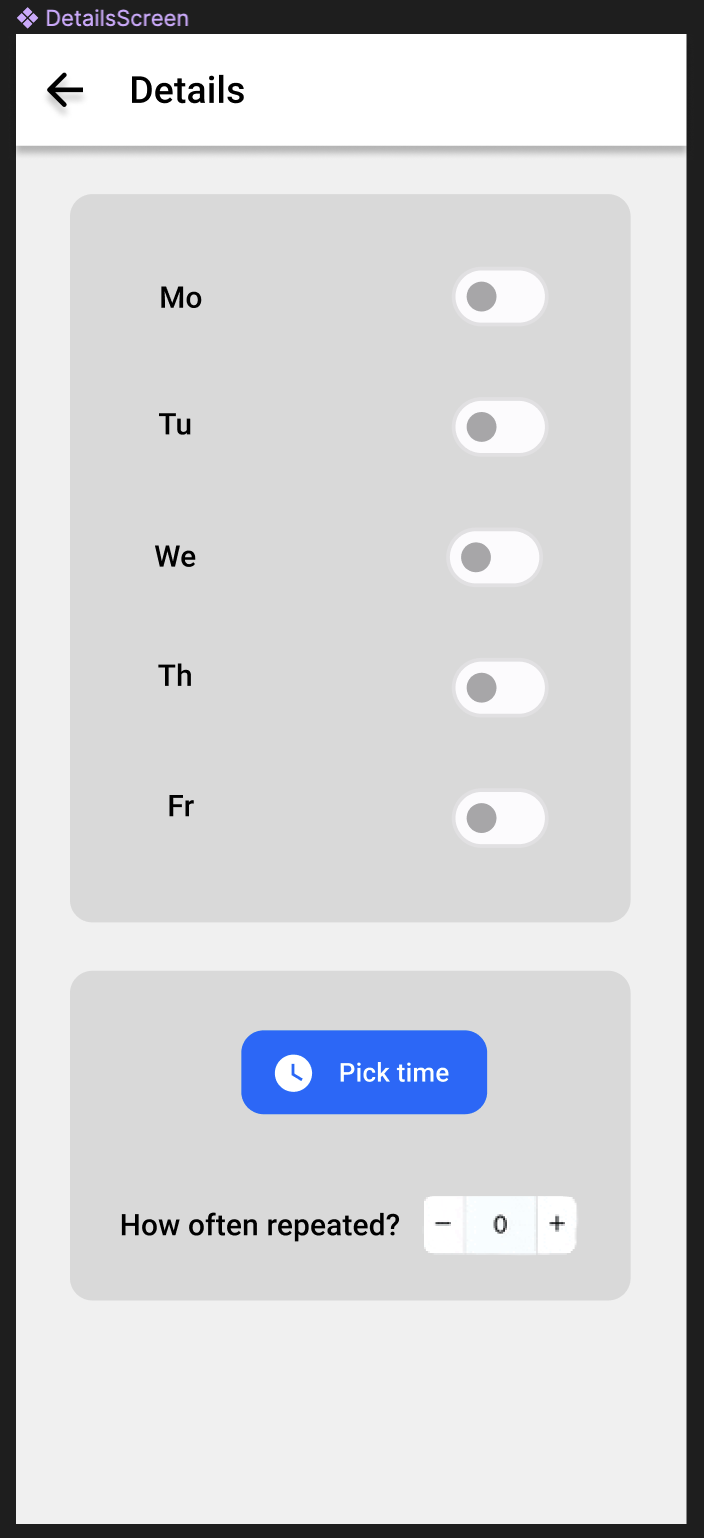 DetailsScreen
Details
Mo
Tu
We
Th
Fr
Pick time
How often repeated? − 0 +